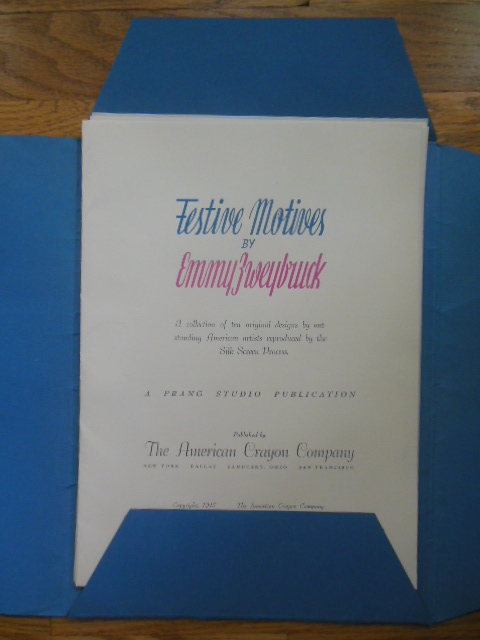 Festive Motives
BY
Emmy Zweybruck
A collection of ten original designs by out-
standing American artists reproduced by the
Silk Screen Process.
A PRANG STUDIO PUBLICATION
Published by
The American Crayon Company
NEW YORK DALLAS SANDUSKY, OHIO SAN FRANCISCO
Copyright The American Crayon Company